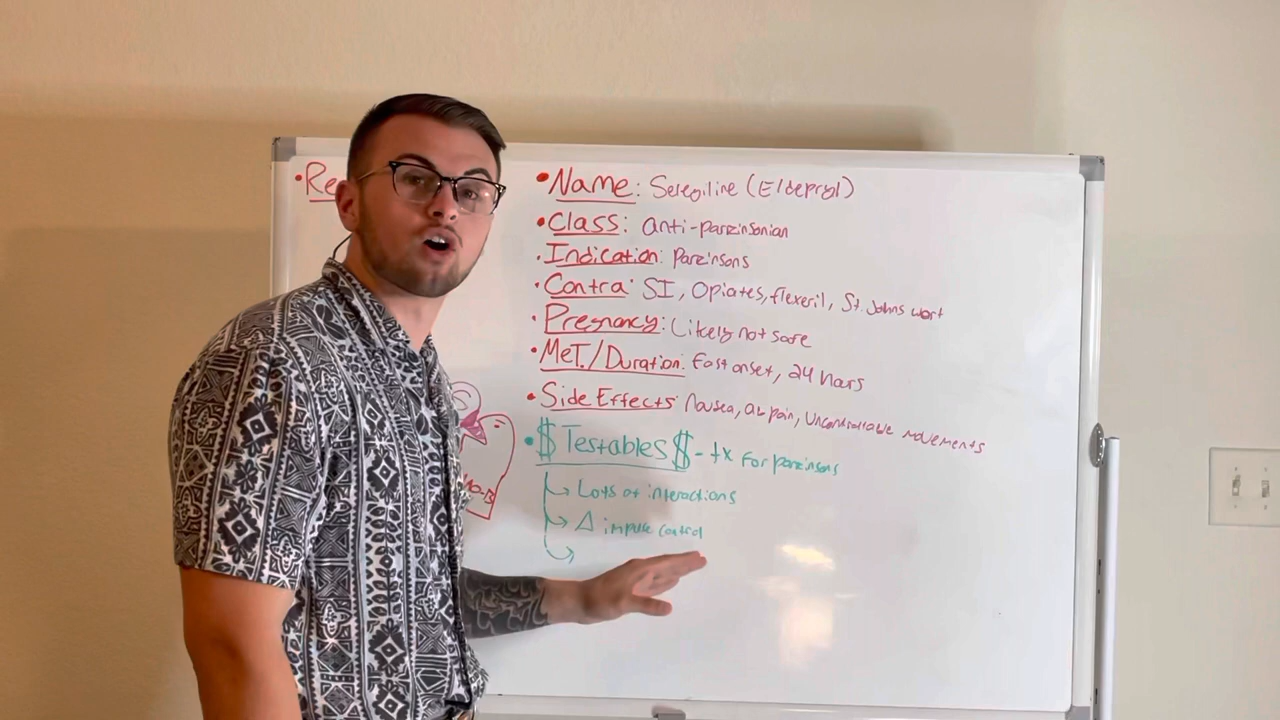 •Re
•Name: Seregiline (Eldepryl)
•Class: Anti-parkinsonian
•Indication: Parkinsons
•Contra: SI, Opiates, flexeril, St. Johns wort
•Pregnancy: Likely not safe
•MeT./Duration: Fast onset, 24 hours
•Side Effects: Nausea, ab pain, Uncontrollable movements
•$Testables$ - tx for parkinsons
Lots of interactions
Δ impulse control